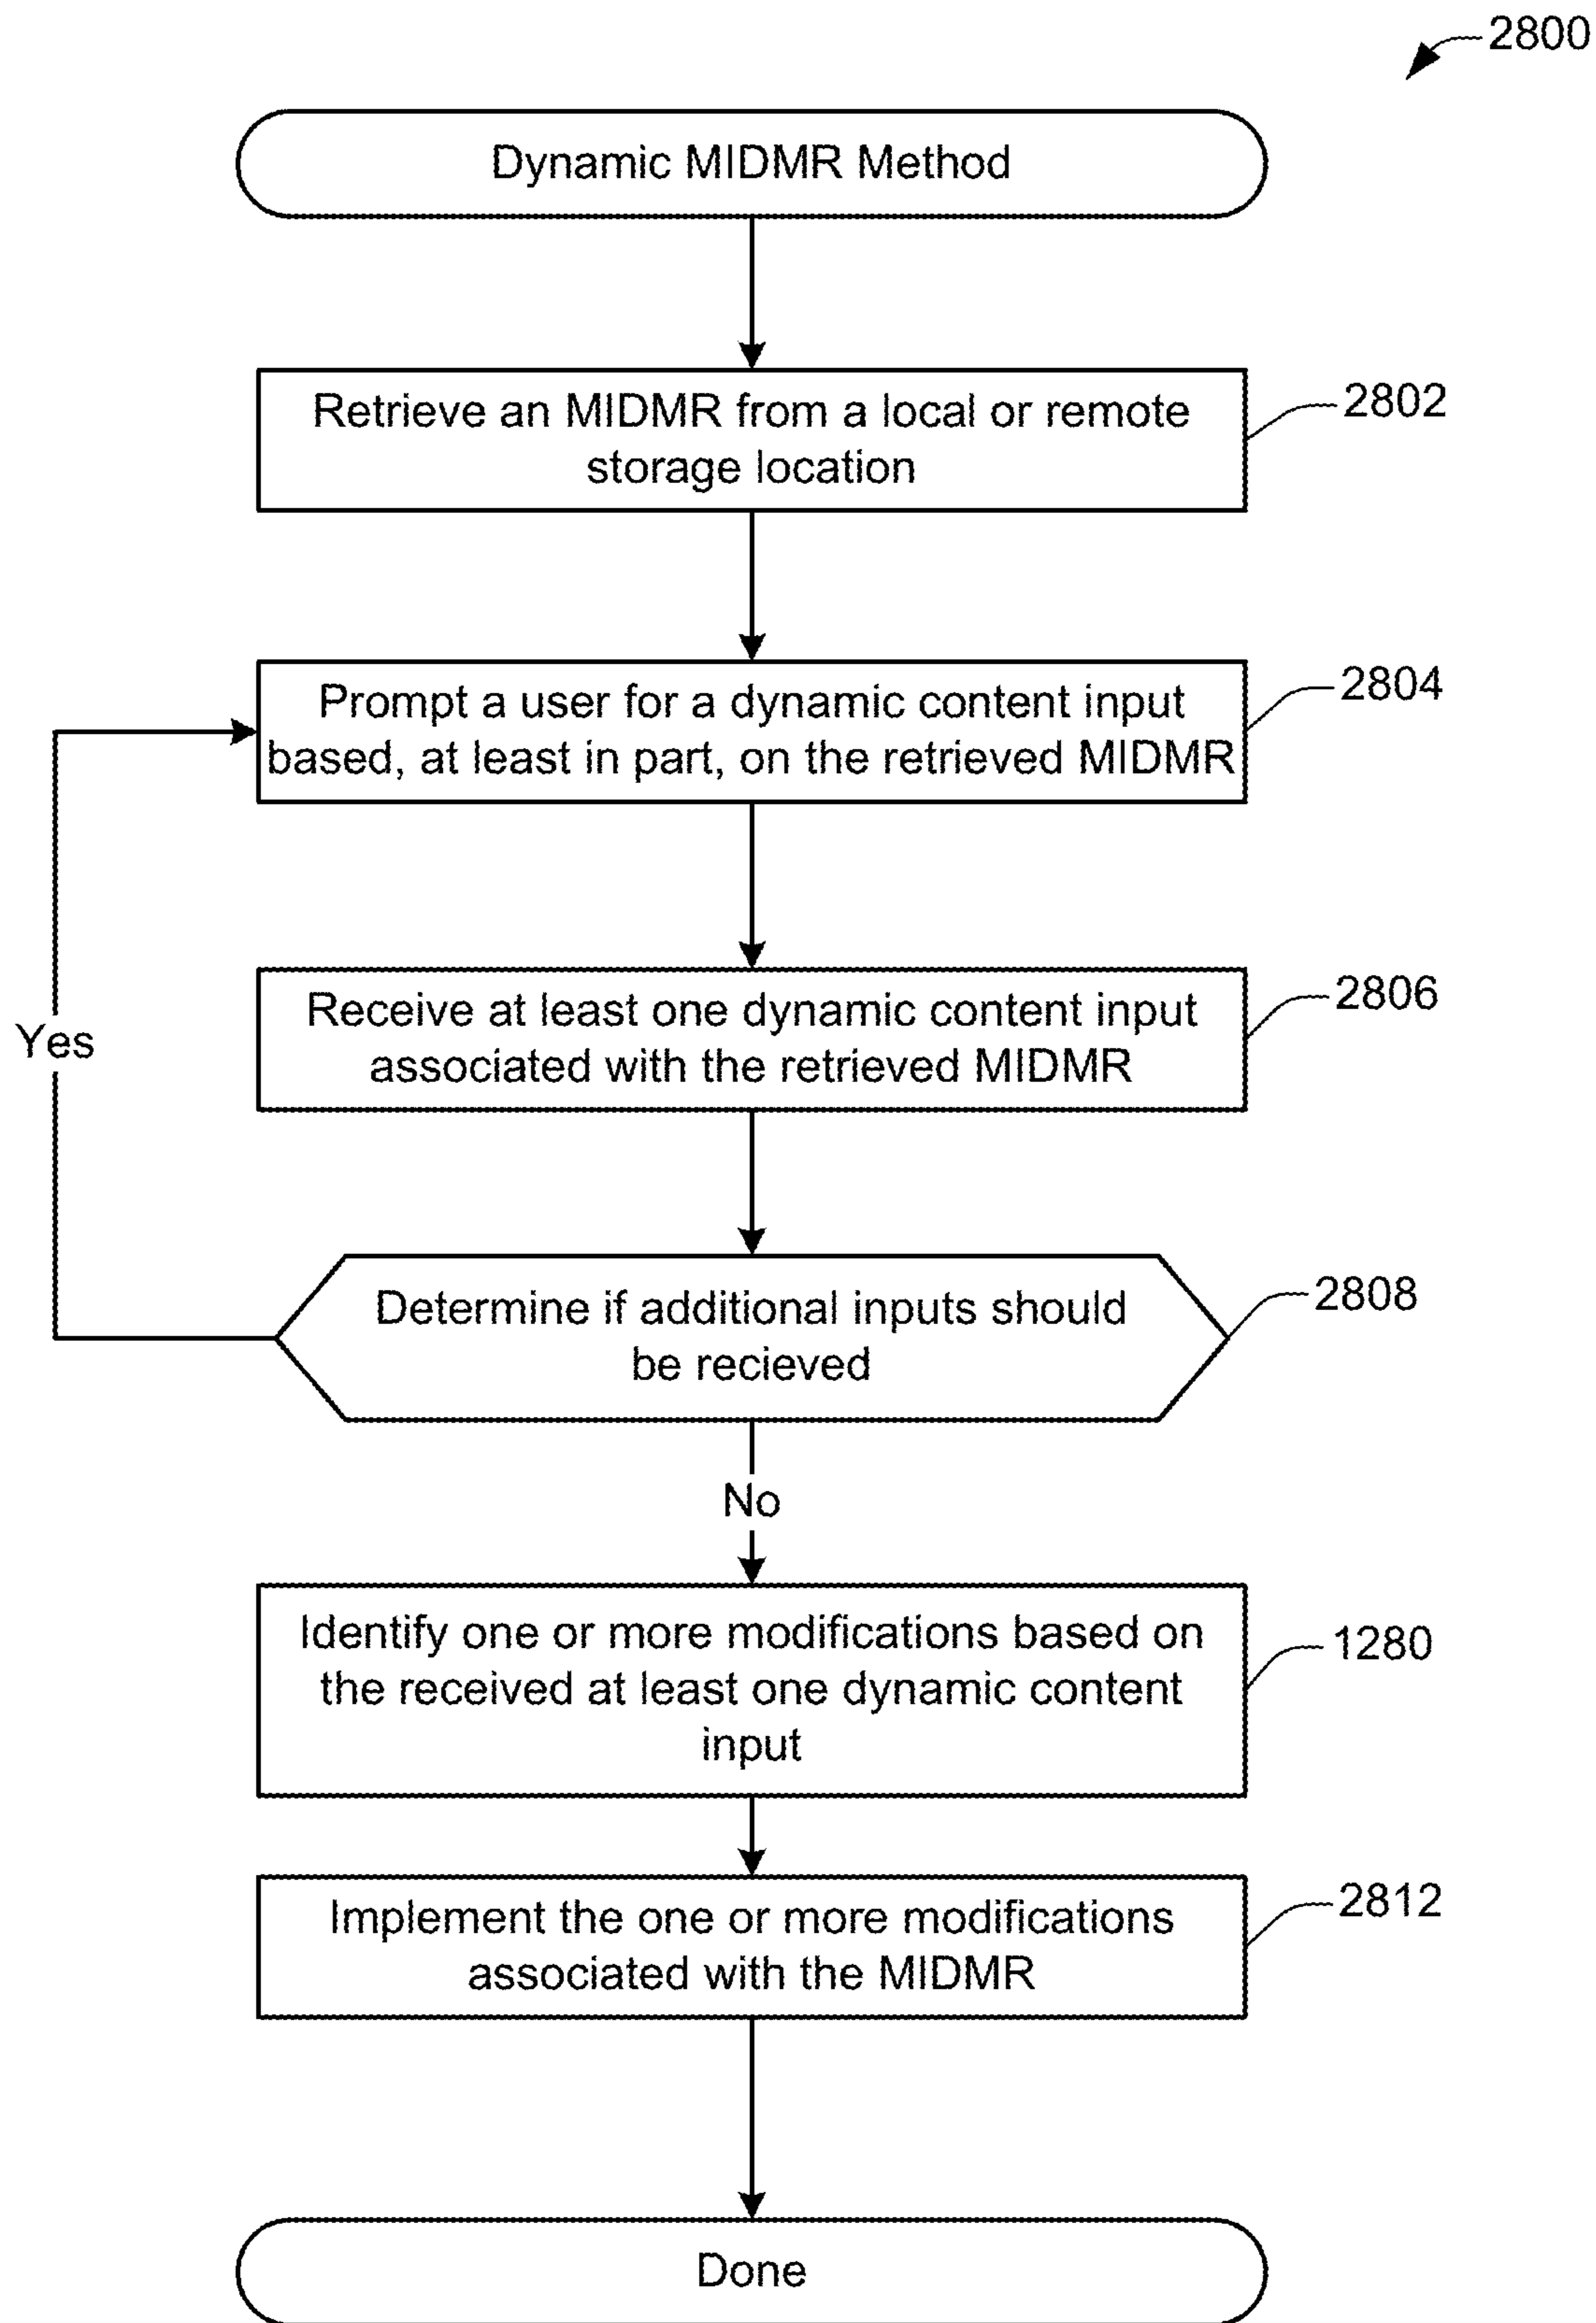 2800
Dynamic MIDMR Method
Retrieve an MIDMR from a local or remote
storage location
2802
Prompt a user for a dynamic content input
based, at least in part, on the retrieved MIDMR
2804
Receive at least one dynamic content input
associated with the retrieved MIDMR
2806
Yes
Determine if additional inputs should
be recieved
2808
No
Identify one or more modifications based on
the received at least one dynamic content
input
1280
Implement the one or more modifications
associated with the MIDMR
2812
Done